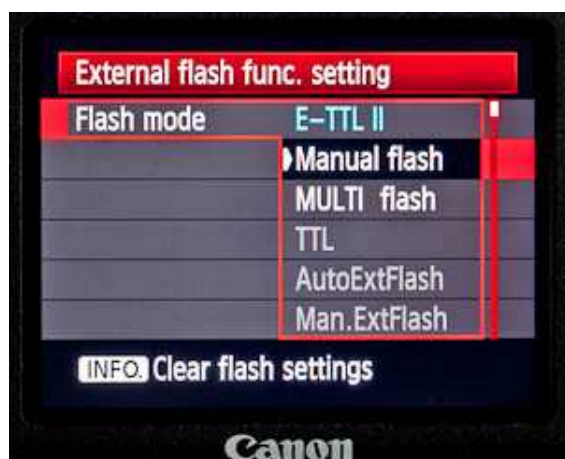 External flash func. setting
Flash mode E-TTL II
Manual flash
MULTI flash
TTL
AutoExtFlash
Man.ExtFlash
INFO. Clear flash settings
Canon